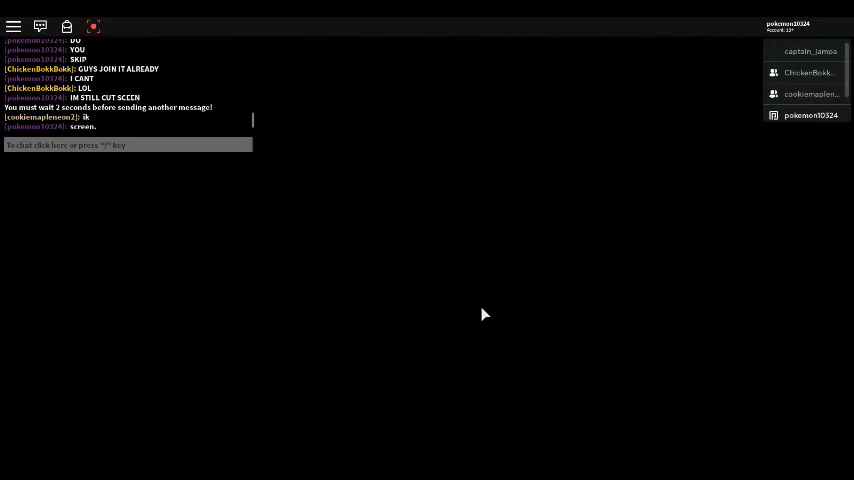 pokemon10324
Account: 13+
[pokemon10324]: DO
[pokemon10324]: YOU
[pokemon10324]: SKIP
[ChickenBokkBokk]: GUYS JOIN IT ALREADY
[pokemon10324]: I CANT
[ChickenBokkBokk]: LOL
[pokemon10324]: IM STILL CUT SCEEN
You must wait 2 seconds before sending another message!
[cookiemapleneon2]: ik
[pokemon10324]: screen.
To chat click here or press "/" key
captain_jampa
ChickenBokk...
cookiemaplen...
pokemon10324